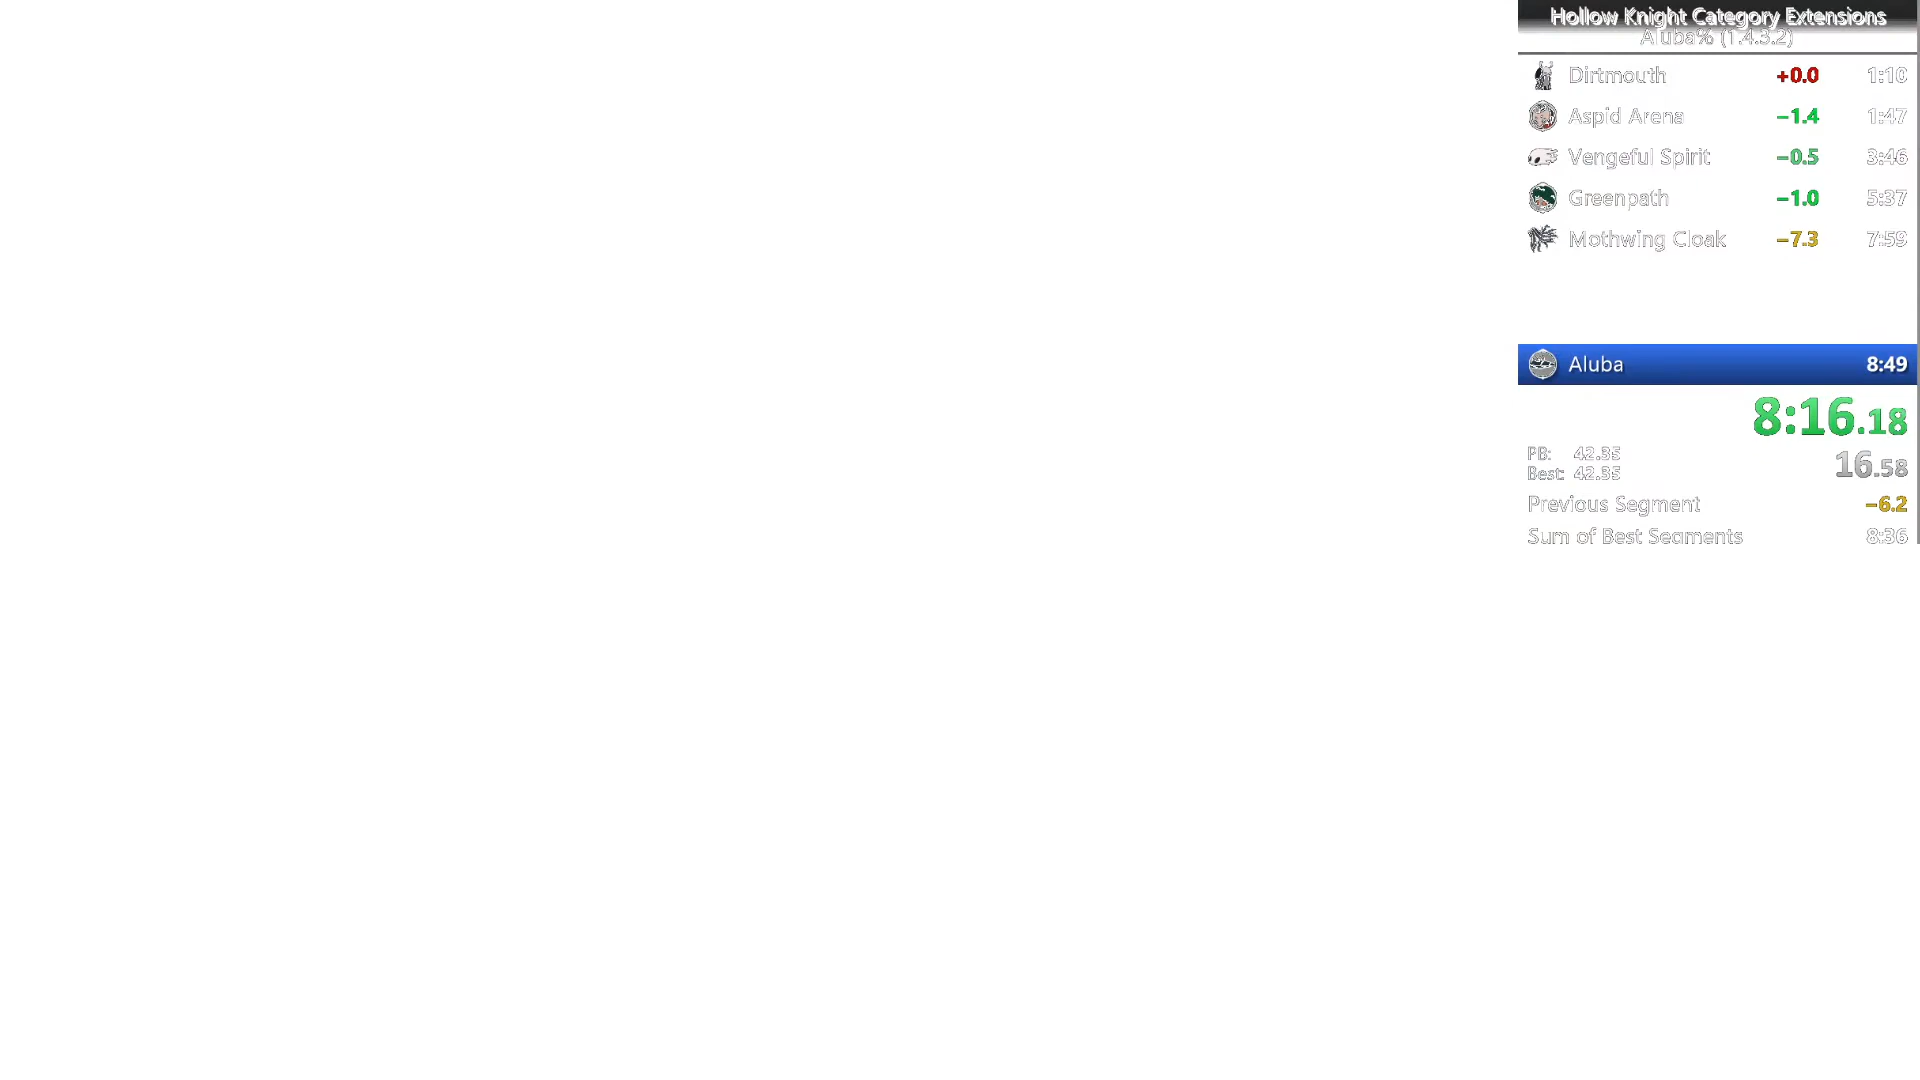 Hollow Knight Category Extensions
Aluba% (1.4.3.2)
Dirtmouth +0.0 1:10
Aspid Arena −1.4 1:47
Vengeful Spirit −0.5 3:46
Greenpath −1.0 5:37
Mothwing Cloak −7.3 7:59
Aluba 8:49
8:16.18
PB: 42.35
Best: 42.35
16.58
Previous Segment −6.2
Sum of Best Segments 8:36